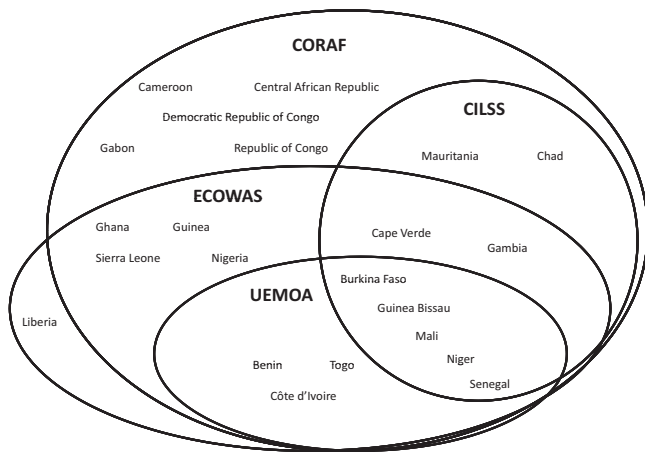 CORAF
Cameroon
Central African Republic
CILSS
Democratic Republic of Congo
Gabon
Republic of Congo
Mauritania
Chad
ECOWAS
Ghana
Guinea
Cape Verde
Gambia
Sierra Leone
Nigeria
Burkina Faso
UEMOA
Guinea Bissau
Liberia
Mali
Niger
Benin
Togo
Senegal
Côte d’Ivoire